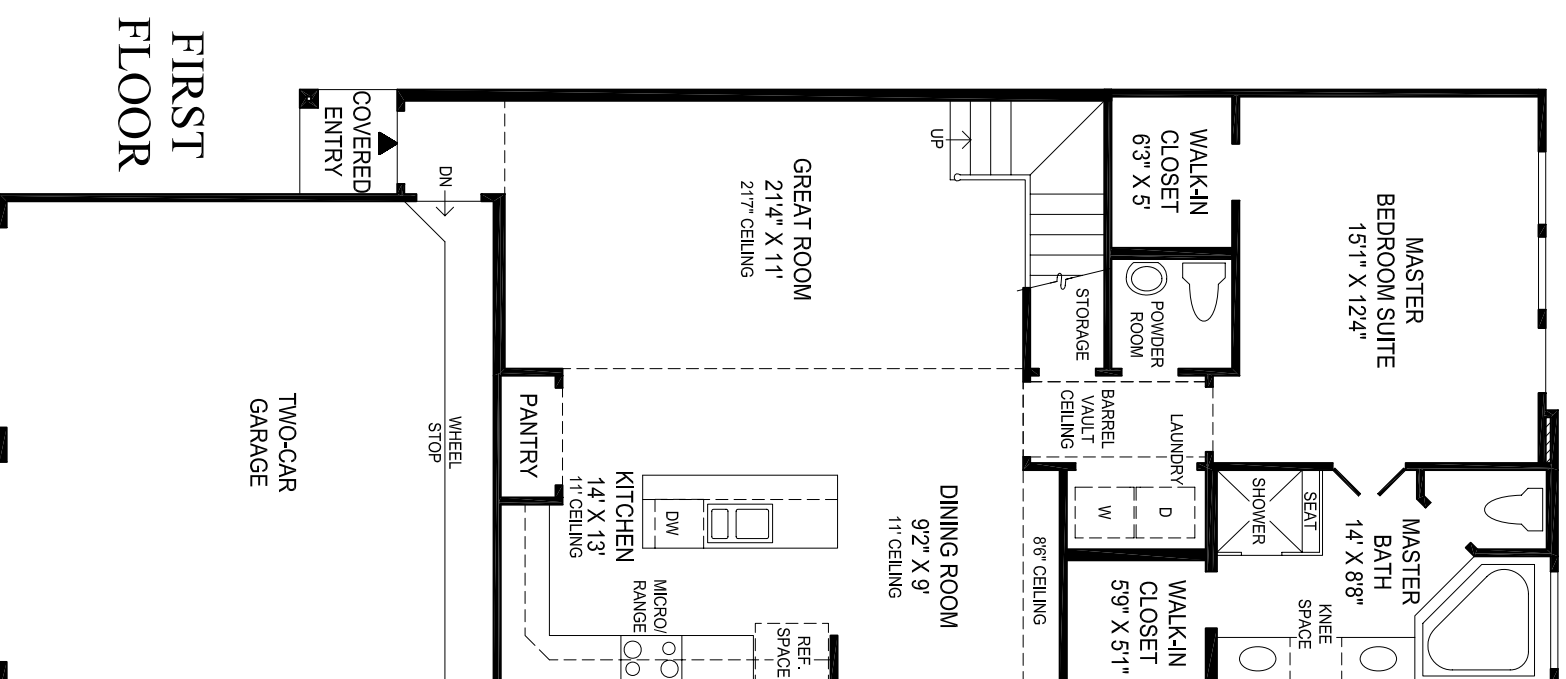 FIRST
FLOOR
COVERED
ENTRY
DN
UP
GREAT ROOM
21'4" X 11'
21'7" CEILING
WALK-IN
CLOSET
6'3" X 5'
MASTER
BEDROOM SUITE
15'1" X 12'4"
POWDER
ROOM
STORAGE
TWO-CAR
GARAGE
WHEEL
STOP
PANTRY
KITCHEN
14' X 13'
11' CEILING
DW
MICRO/
RANGE
REF.
SPACE
DINING ROOM
9'2" X 9'
11' CEILING
8'6" CEILING
BARREL
VAULT
CEILING
LAUNDRY
W
D
SEAT
SHOWER
MASTER
BATH
14' X 8'8"
WALK-IN
CLOSET
5'9" X 5'1"
KNEE
SPACE